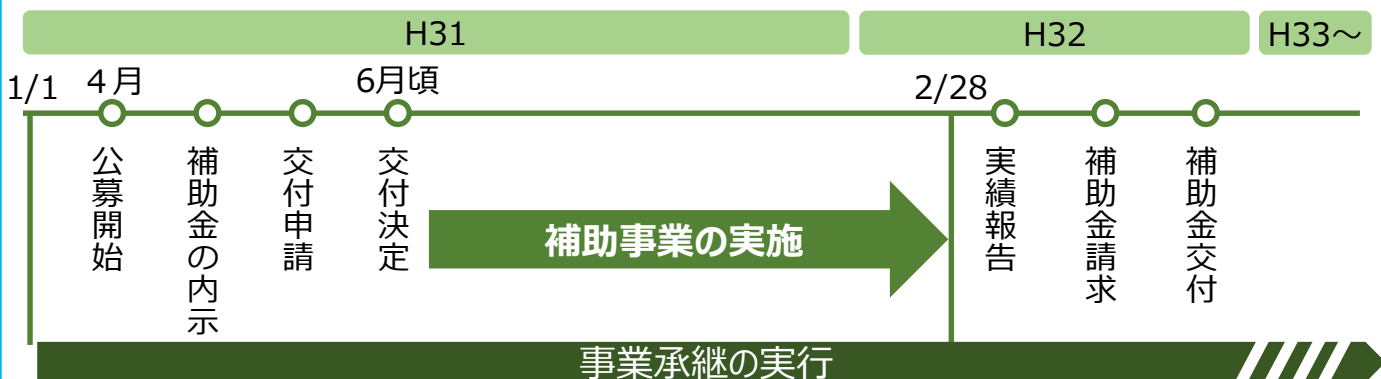 H31
H32
H33～
1/1
４月
6月頃
2/28
公募開始
補助金の内示
交付申請
交付決定
補助事業の実施
実績報告
補助金請求
補助金交付
事業承継の実行